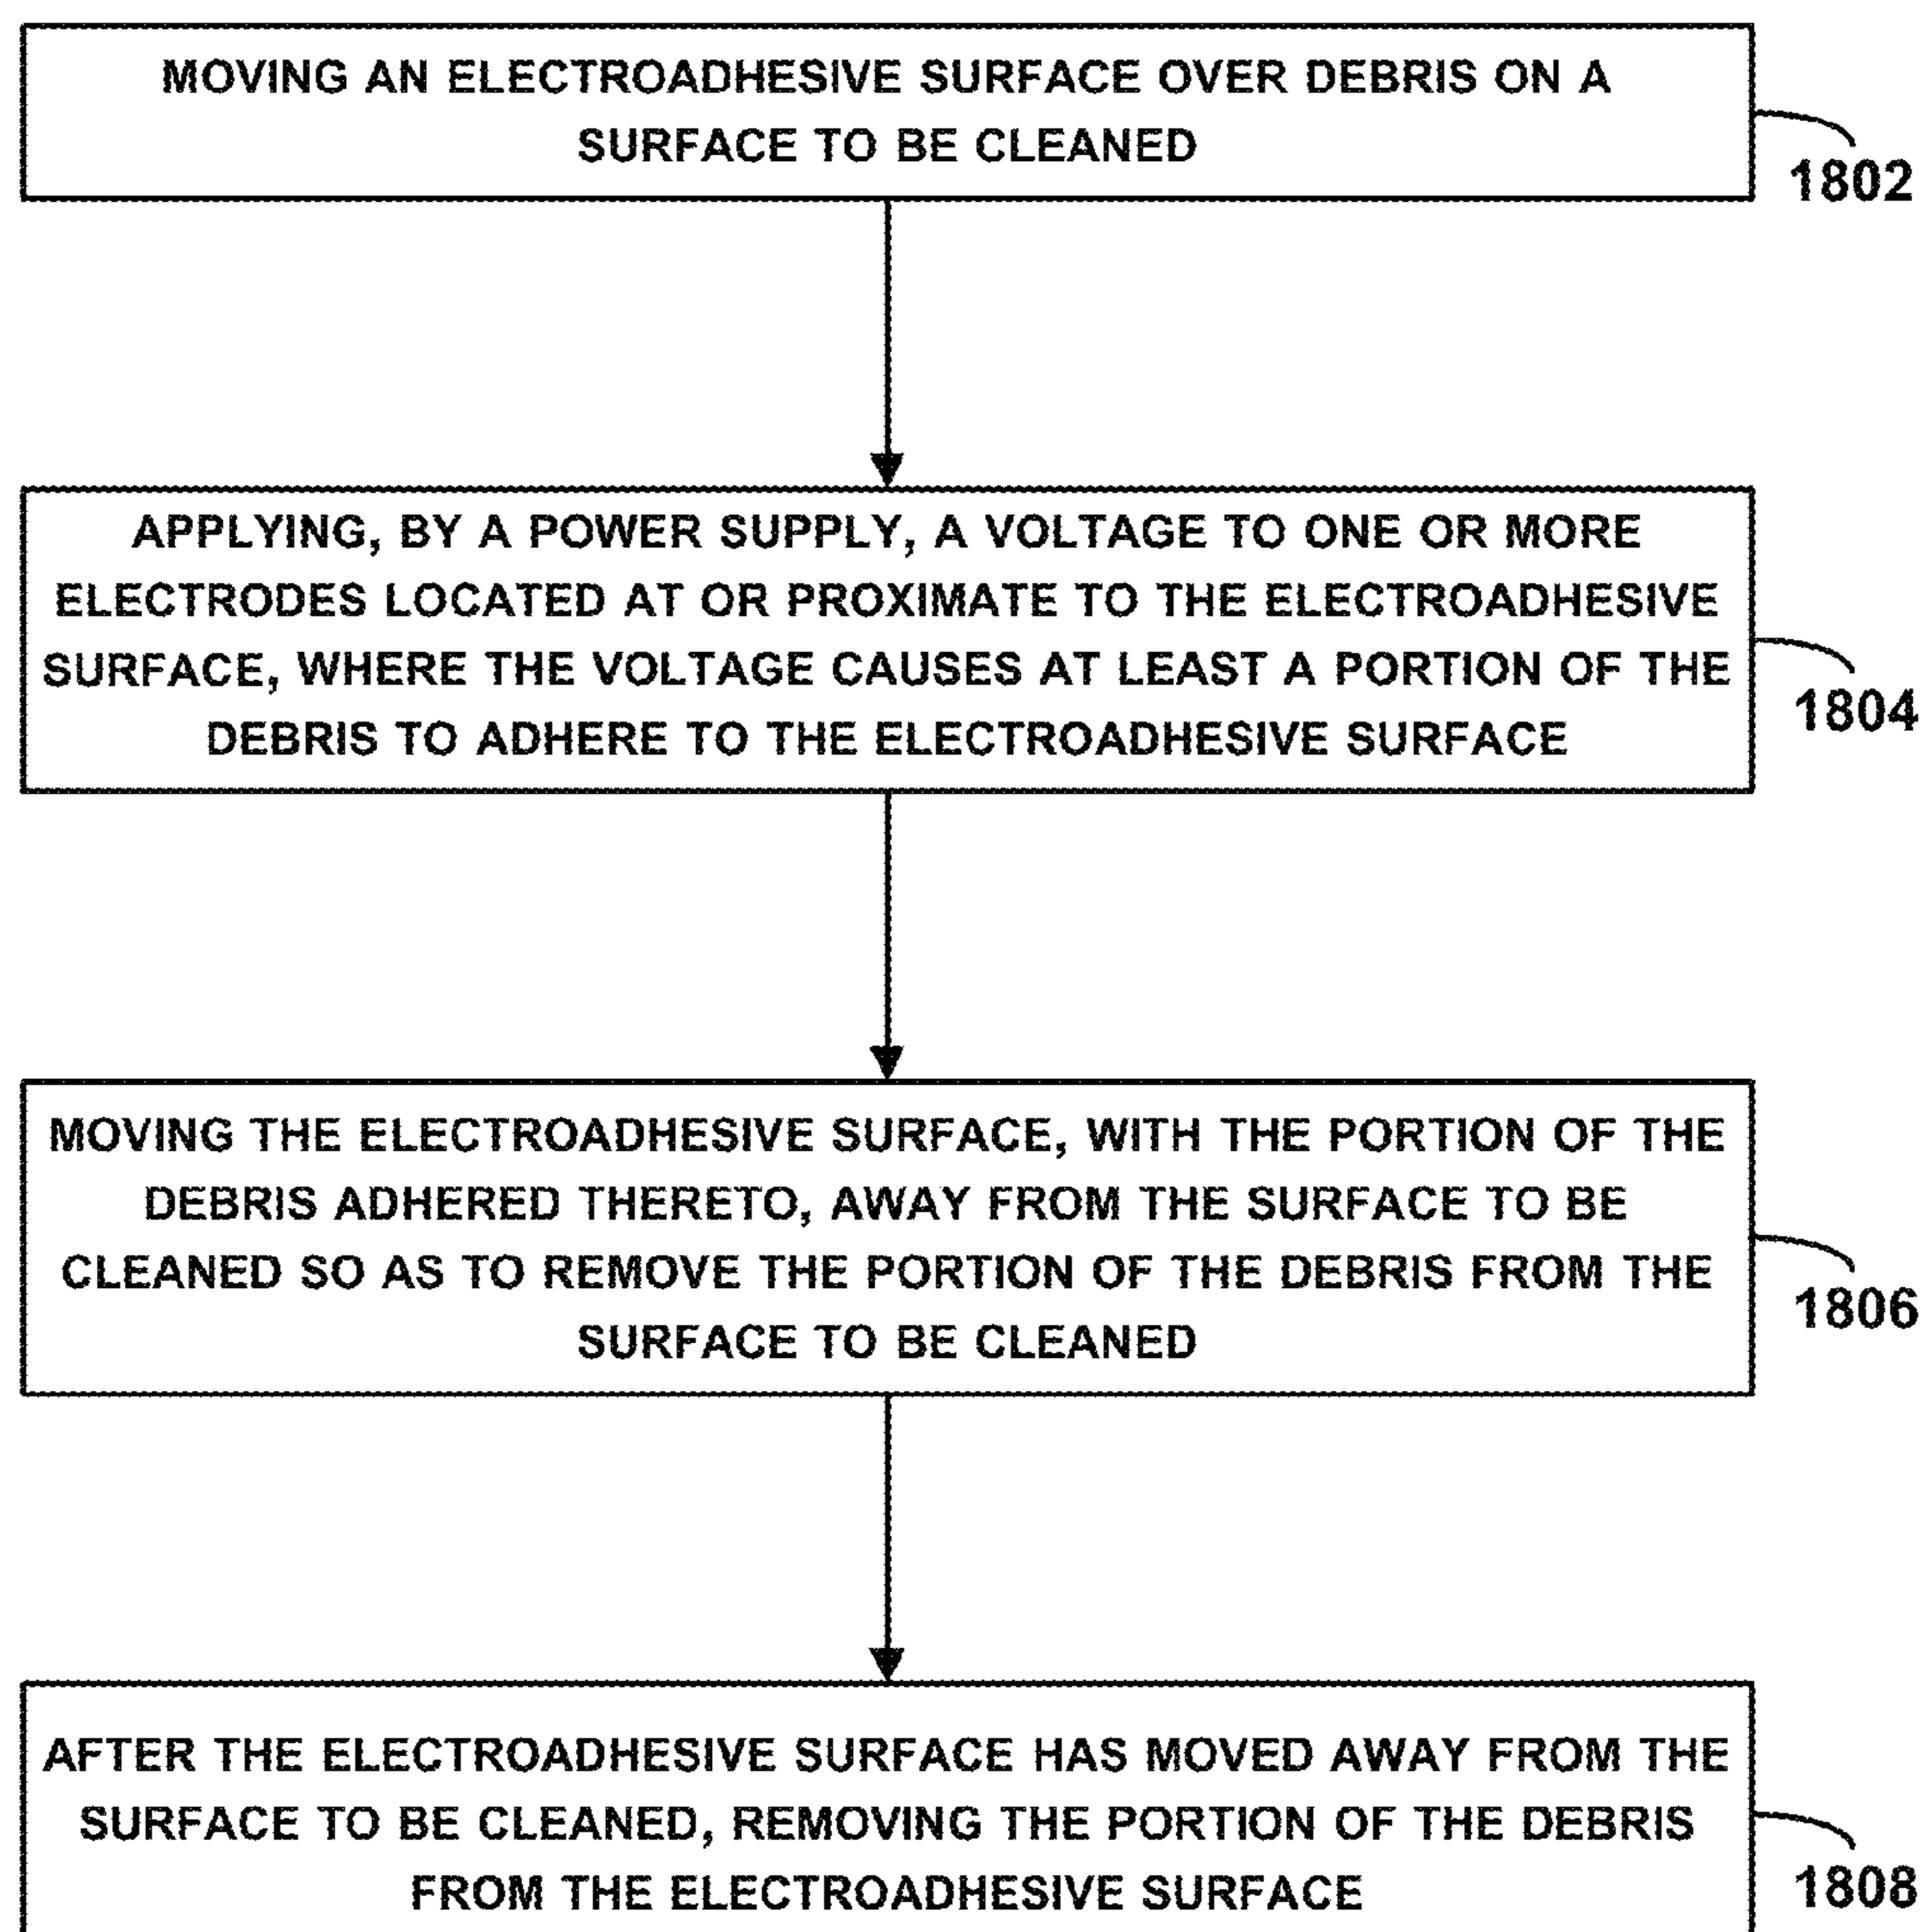 MOVING AN ELECTROADHESIVE SURFACE OVER DEBRIS ON A
SURFACE TO BE CLEANED
1802
APPLYING, BY A POWER SUPPLY, A VOLTAGE TO ONE OR MORE
ELECTRODES LOCATED AT OR PROXIMATE TO THE ELECTROADHESIVE
SURFACE, WHERE THE VOLTAGE CAUSES AT LEAST A PORTION OF THE
DEBRIS TO ADHERE TO THE ELECTROADHESIVE SURFACE
1804
MOVING THE ELECTROADHESIVE SURFACE, WITH THE PORTION OF THE
DEBRIS ADHERED THERETO, AWAY FROM THE SURFACE TO BE
CLEANED SO AS TO REMOVE THE PORTION OF THE DEBRIS FROM THE
SURFACE TO BE CLEANED
1806
AFTER THE ELECTROADHESIVE SURFACE HAS MOVED AWAY FROM THE
SURFACE TO BE CLEANED, REMOVING THE PORTION OF THE DEBRIS
FROM THE ELECTROADHESIVE SURFACE
1808